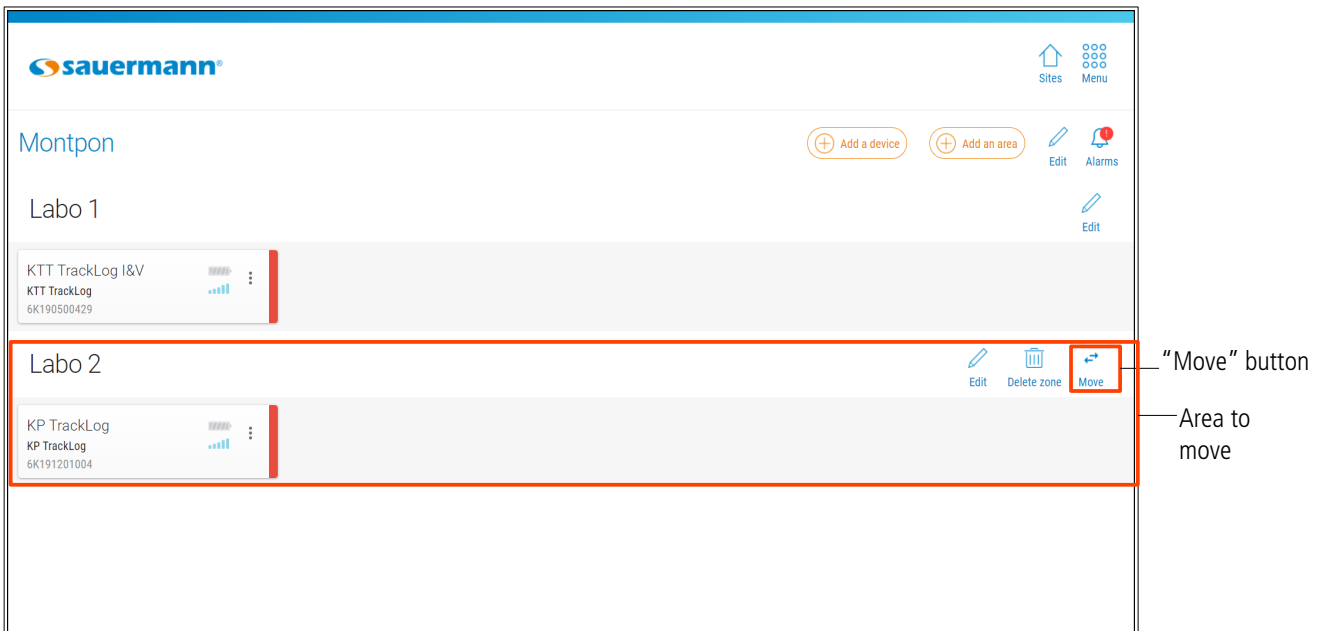 sauermann®
Sites Menu
Montpon
Add a device Add an area Edit Alarms
Labo 1
Edit
KTT TrackLog I&V
KTT TrackLog
6K190500429
Labo 2
Edit Delete zone Move
KP TrackLog
KP TrackLog
6K191201004
“Move” button
Area to
move